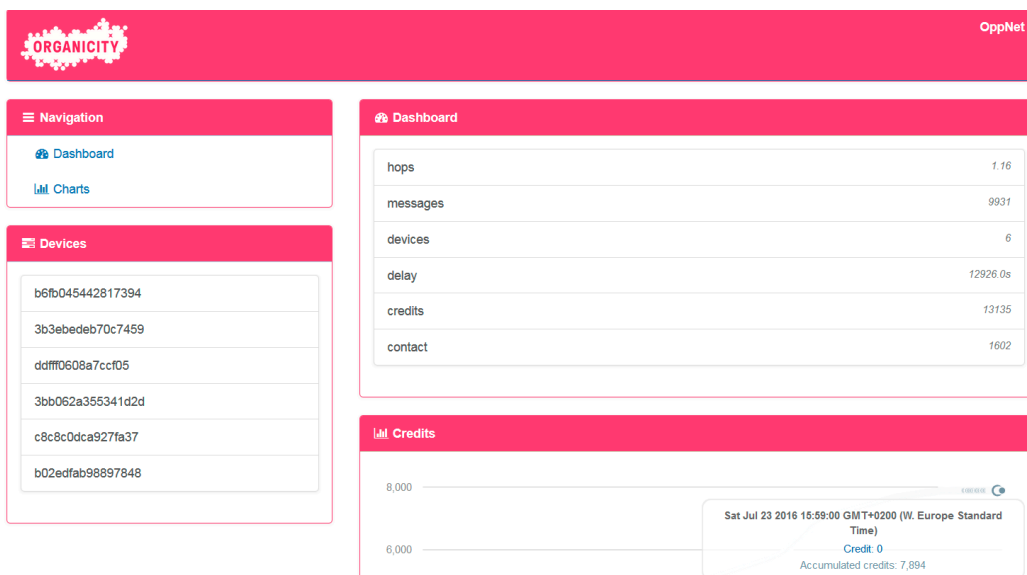 ORGANICITY
OppNet
Navigation
Dashboard
Charts
Devices
b6fb045442817394
3b3ebedeb70c7459
ddfff0608a7ccf05
3bb062a355341d2d
c8c8c0dca927fa37
b02edfab98897848
Dashboard
hops 1.16
messages 9931
devices 6
delay 12926.0s
credits 13135
contact 1602
Credits
8,000
6,000
Sat Jul 23 2016 15:59:00 GMT+0200 (W. Europe Standard
Time)
Credit: 0
Accumulated credits: 7,894